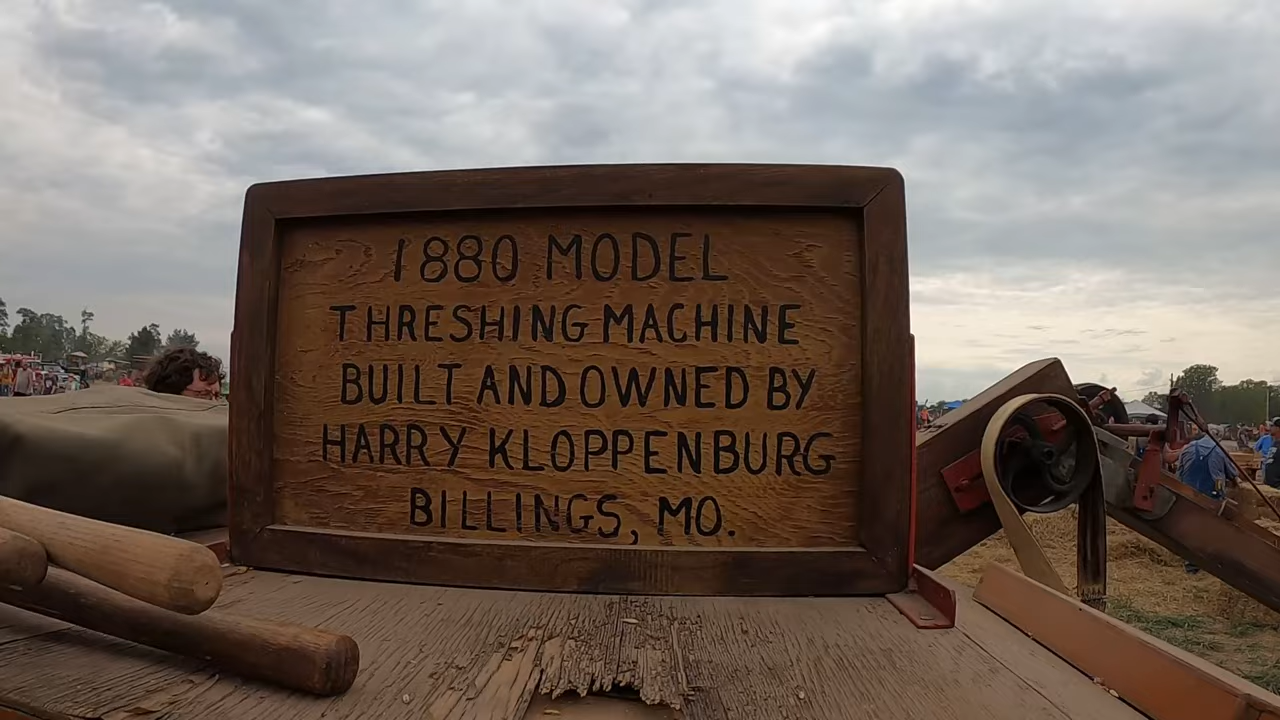 1880 MODEL
THRESHING MACHINE
BUILT AND OWNED BY
HARRY KLOPPENBURG
BILLINGS, MO.